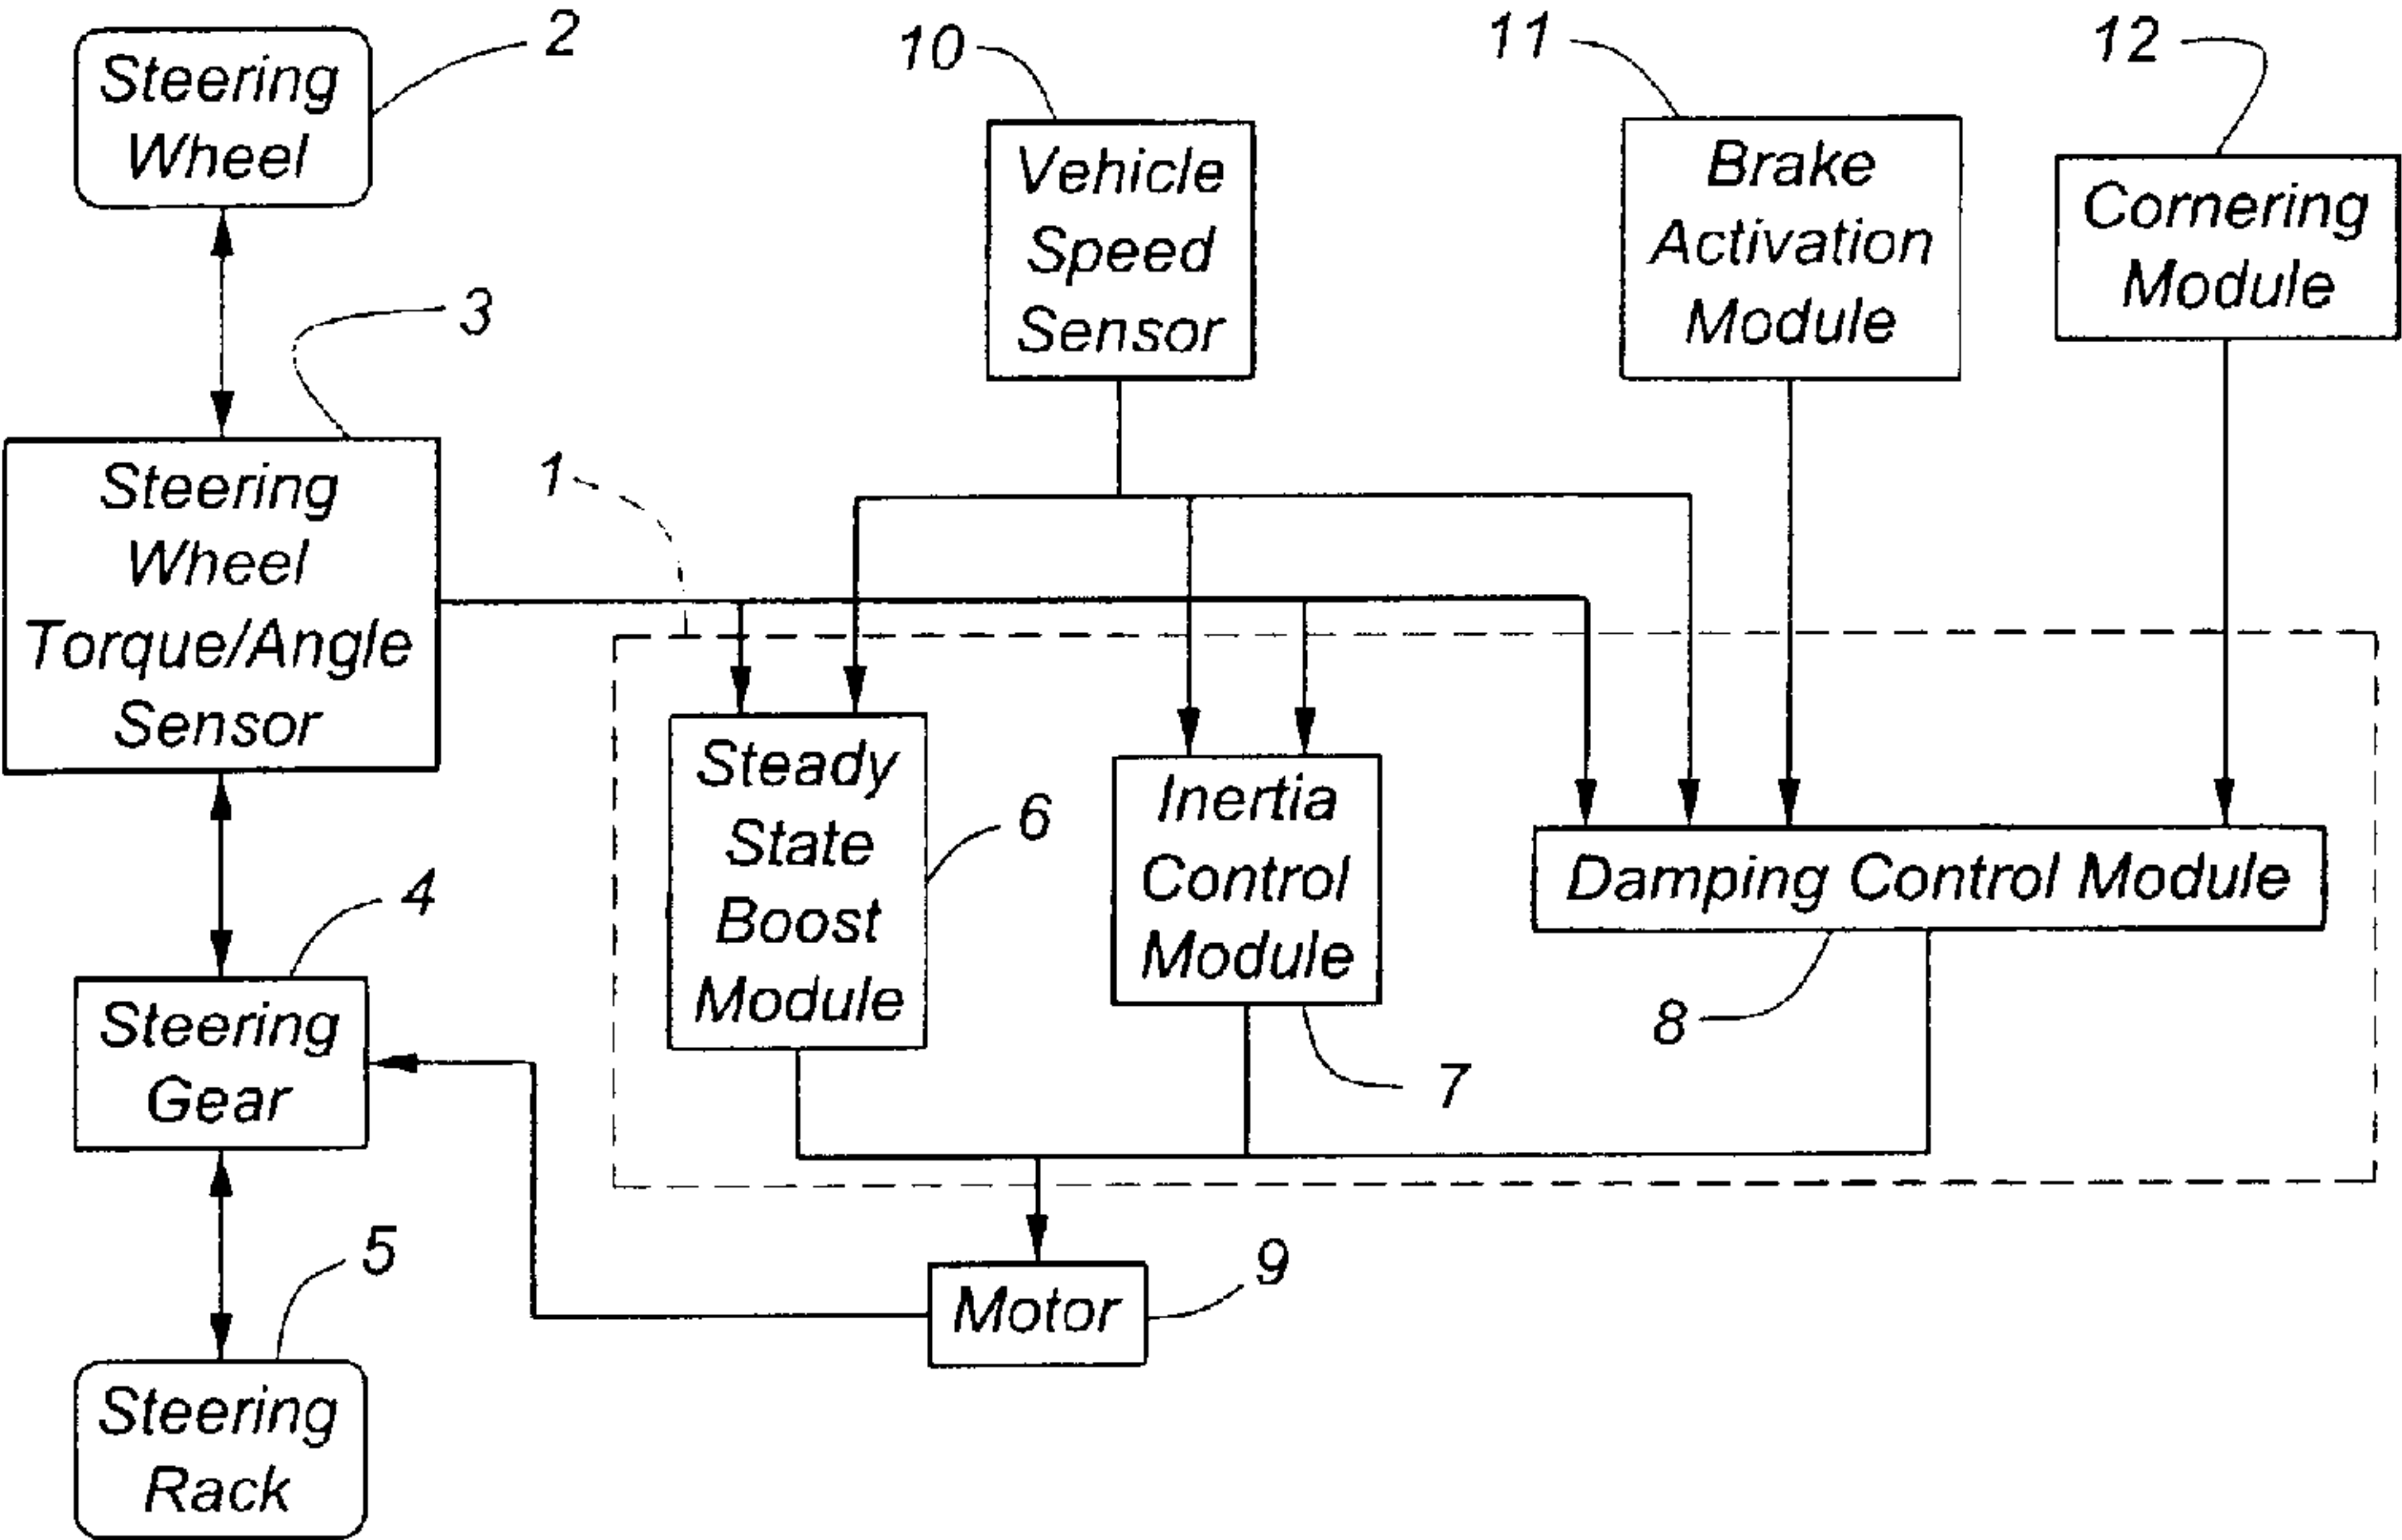 2
10
11
12
Steering
Wheel
Vehicle
Speed
Sensor
Brake
Activation
Module
Cornering
Module
3
1
Steering
Wheel
Torque/Angle
Sensor
Steady
State
Boost
Module
6
Inertia
Control
Module
7
Damping Control Module
8
4
Steering
Gear
5
Motor
9
Steering
Rack